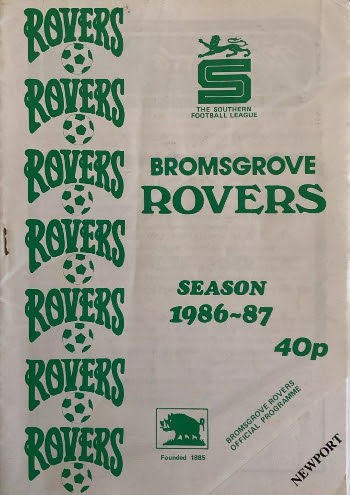 ROVERS
ROVERS
ROVERS
ROVERS
ROVERS
ROVERS
ROVERS
S
THE SOUTHERN
FOOTBALL LEAGUE
BROMSGROVE
ROVERS
SEASON
1986-87
40p
Founded 1885
BROMSGROVE ROVERS
OFFICIAL PROGRAMME
NEWPORT